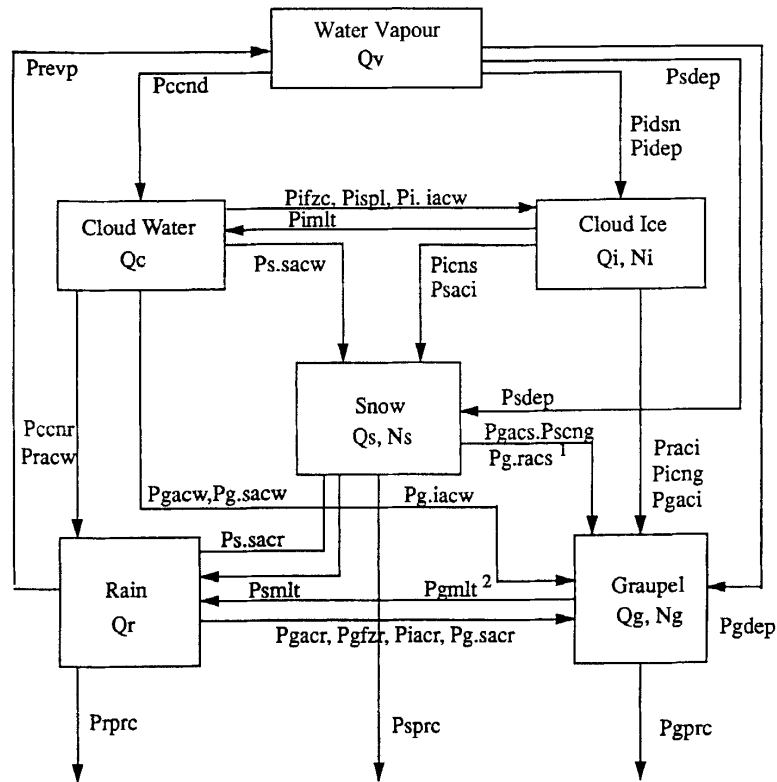 Water Vapour
Qv
Prevp
Pccnd
Psdep
Pidsn
Pidep
Pifzc, Pispl, Pi. iacw
Pimlt
Cloud Water
Qc
Cloud Ice
Qi, Ni
Ps.sacw
Picns
Psaci
Snow
Qs, Ns
Psdep
Pgacs.Pscng
Pg.racs 1
Pccnr
Pracw
Praci
Picng
Pgaci
Pgacw,Pg.sacw
Pg.iacw
Ps.sacr
Rain
Qr
Psmlt
Pgmlt 2
Graupel
Qg, Ng
Pgacr, Pgfzr, Piacr, Pg.sacr
Pgdep
Prprc
Psprc
Pgprc